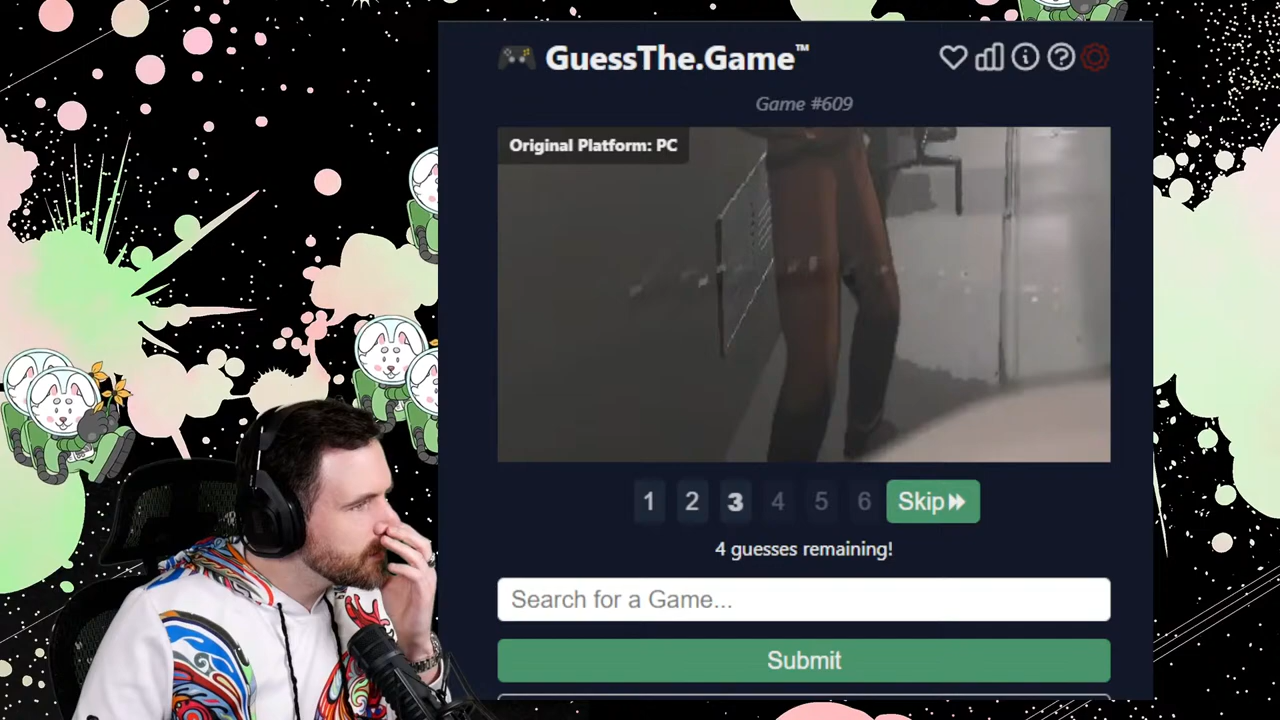 GuessThe.Game™
Game #609
Original Platform: PC
1 2 3 4 5 6 Skip
4 guesses remaining!
Search for a Game...
Submit